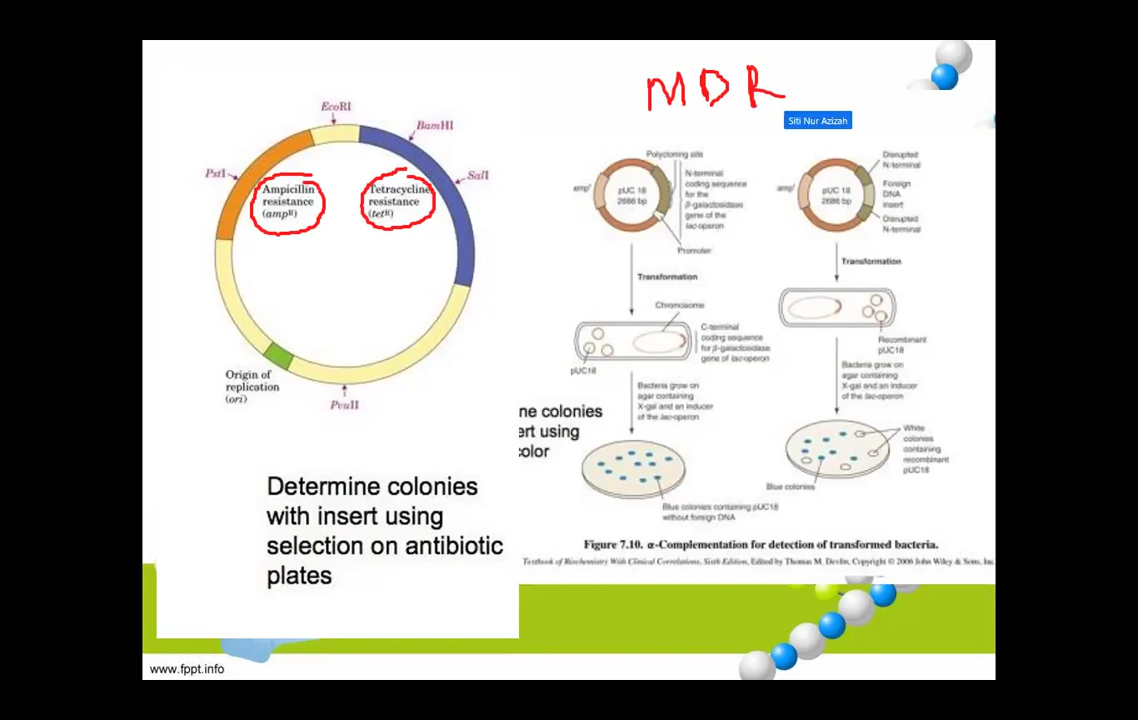 MDR
Siti Nur Azizah
EcoRI
BamHI
PstI
SalI
Ampicillin
resistance
(ampᴿ)
Tetracycline
resistance
(tetᴿ)
Origin of
replication
(ori)
PvuII
Determine colonies
with insert using
selection on antibiotic
plates
ne colonies
ert using
color
Polycloning sits
amp'
pUC 18
2686 bp
N-terminal
coding sequence
for the
β-galactosidase
gene of the
lac-operon
Promoter
Transformation
Chromosome
C-terminal
coding sequence
for β-galactosidase
gene of lac-operon
pUC18
Bacteria grow on
agar containing
X-gal and an inducer
of the lac-operon
Blue colonies containing pUC18
without foreign DNA
amp'
pUC 18
2686 bp
Disrupted
N-terminal
Foreign
DNA
insert
Disrupted
N-terminal
Transformation
Recombinant
pUC18
Bacteria grow on
agar containing
X-gal and an inducer
of the lac-operon
White
colonies
containing
recombinant
pUC18
Blue colonies
Figure 7.10. α-Complementation for detection of transformed bacteria.
Textbook of Biochemistry With Clinical Correlations, Sixth Edition, Edited by Thomas M. Devlin, Copyright © 2006 John Wiley & Sons, Inc
www.fppt.info